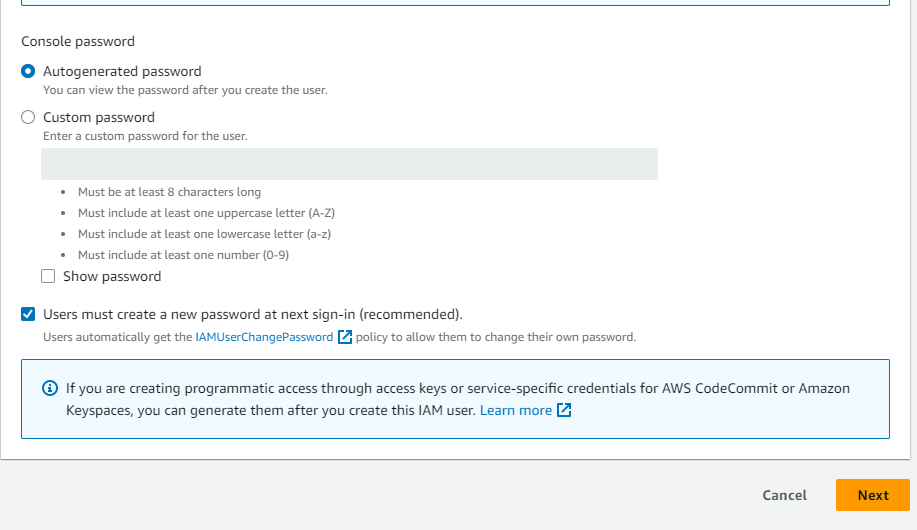 Console password
Autogenerated password
You can view the password after you create the user.
Custom password
Enter a custom password for the user.
• Must be at least 8 characters long
• Must include at least one uppercase letter (A-Z)
• Must include at least one lowercase letter (a-z)
• Must include at least one number (0-9)
Show password
Users must create a new password at next sign-in (recommended).
Users automatically get the IAMUserChangePassword policy to allow them to change their own password.
If you are creating programmatic access through access keys or service-specific credentials for AWS CodeCommit or Amazon
Keyspaces, you can generate them after you create this IAM user. Learn more
Cancel Next